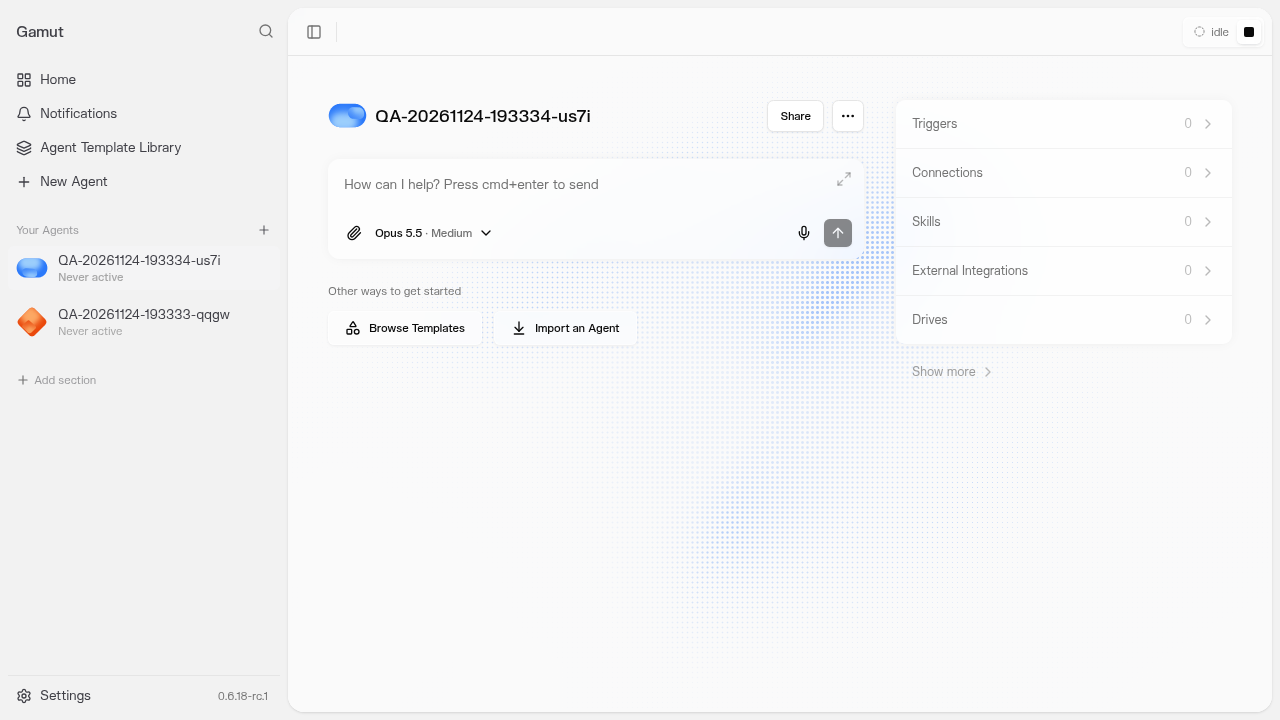 Gamut
Home
Notifications
Agent Template Library
New Agent
Your Agents
QA-20261124-193334-us7i
Never active
QA-20261124-193333-qqgw
Never active
Add section
Settings
0.6.18-rc.1
idle
QA-20261124-193334-us7i
Share
How can I help? Press cmd+enter to send
Opus 5.5 · Medium
Other ways to get started
Browse Templates
Import an Agent
Triggers 0
Connections 0
Skills 0
External Integrations 0
Drives 0
Show more